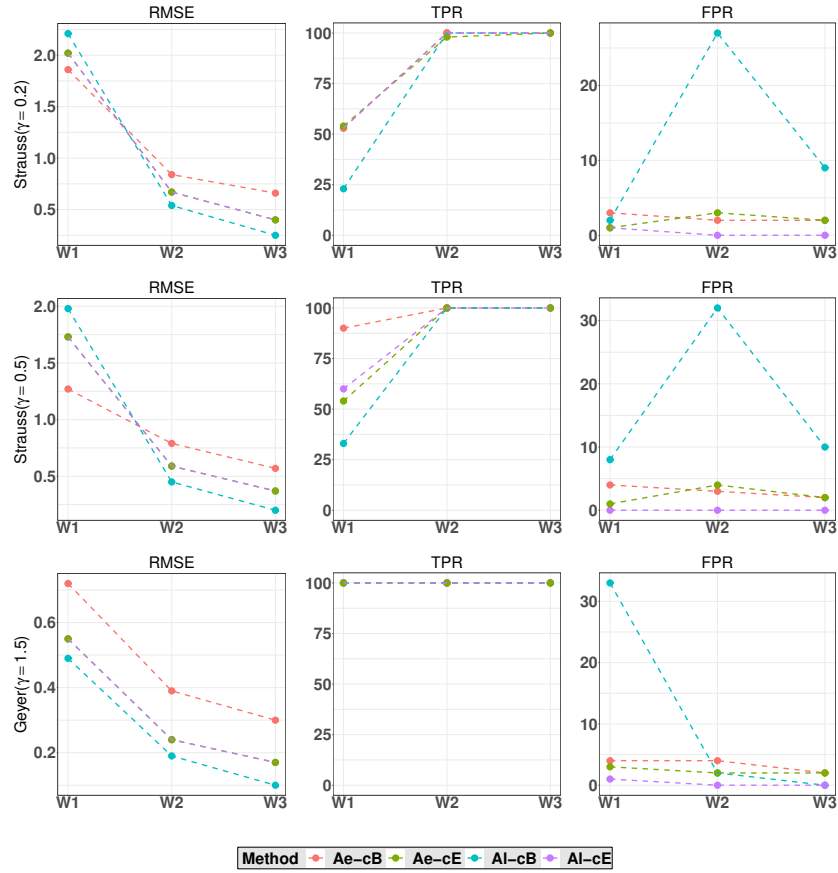 RMSE TPR FPR
Strauss(γ = 0.2)
2.0
1.5
1.0
0.5
W1 W2 W3
100
75
50
25
0
W1 W2 W3
20
10
0
W1 W2 W3
RMSE TPR FPR
Strauss(γ = 0.5)
2.0
1.5
1.0
0.5
W1 W2 W3
100
75
50
25
0
W1 W2 W3
30
20
10
0
W1 W2 W3
RMSE TPR FPR
Geyer(γ = 1.5)
0.6
0.4
0.2
W1 W2 W3
100
75
50
25
0
W1 W2 W3
30
20
10
0
W1 W2 W3
Method Ae−cB Ae−cE Al−cB Al−cE